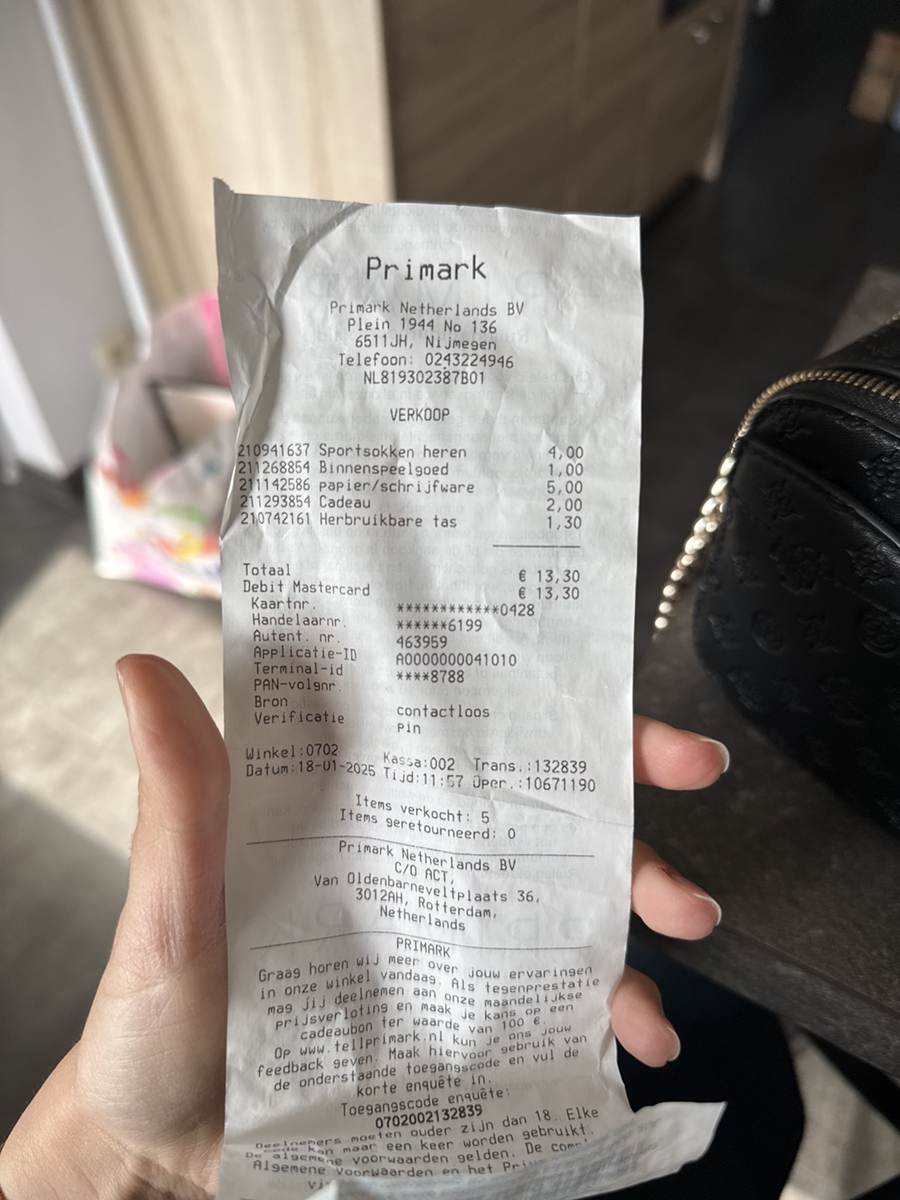 Primark
Primark Netherlands BV
Plein 1944 No 136
6511JH, Nijmegen
Telefoon: 0243224946
NL819302387B01
VERKOOP
210941637 Sportsokken heren 4,00
211268854 Binnenspeelgoed 1,00
211142586 papier/schrijfware 5,00
211293854 Cadeau 2,00
210742161 Herbruikbare tas 1,30
Totaal € 13,30
Debit Mastercard € 13,30
Kaartnr. ************0428
Handelaarnr. ******6199
Autent. nr. 463959
Applicatie-ID A0000000041010
Terminal-id ****8788
PAN-volgnr.
Bron contactloos
Verificatie Pin
Winkel:0702 Kassa:002 Trans.:132839
Datum:18-01-2025 Tijd:11:57 Oper.:10671190
Items verkocht: 5
Items geretourneerd: 0
Primark Netherlands BV
C/O ACT,
Van Oldenbarneveltplaats 36,
3012AH, Rotterdam,
Netherlands
PRIMARK
Graag horen wij meer over jouw ervaringen
in onze winkel vandaag. Als tegenprestatie
mag jij deelnemen aan onze maandelijkse
prijsverloting en maak je kans op een
cadeaubon ter waarde van 100 €.
Op www.tellprimark.nl kun je ons jouw
feedback geven. Maak hiervoor gebruik van
de onderstaande toegangscode en vul de
korte enquête in.
Toegangscode enquête:
0702002132839
Deelnemers moeten ouder zijn dan 18. Elke
code kan maar een keer worden gebruikt.
De algemene voorwaarden gelden. De
Algemene Voorwaarden en het